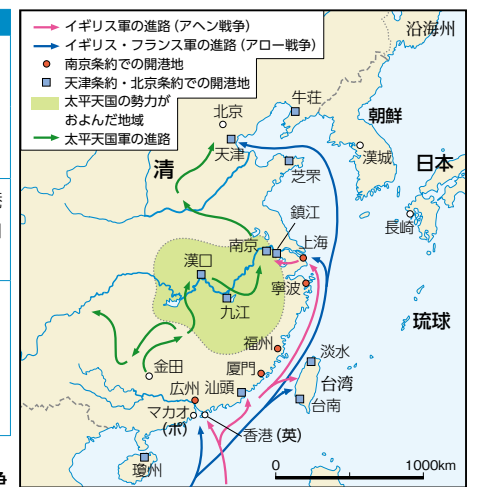 イギリス軍の進路(アヘン戦争)
イギリス・フランス軍の進路(アロー戦争)
南京条約での開港地
天津条約・北京条約での開港地
太平天国の勢力が
およんだ地域
太平天国軍の進路
沿海州
北京
牛荘
朝鮮
天津
漢城
清
芝罘
日本
鎮江
長崎
南京
上海
漢口
寧波
九江
琉球
福州
淡水
金田
厦門
台湾
広州
汕頭
台南
マカオ
(ポ)
香港(英)
瓊州
0
1000km